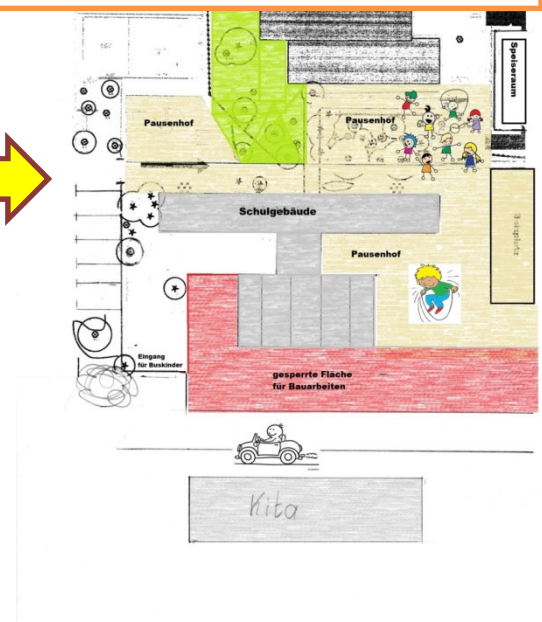 Speiseraum
Pausenhof
Pausenhof
Schulgebäude
Pausenhof
Eingang
für Buskinder
gesperrte Fläche
für Bauarbeiten
Kita